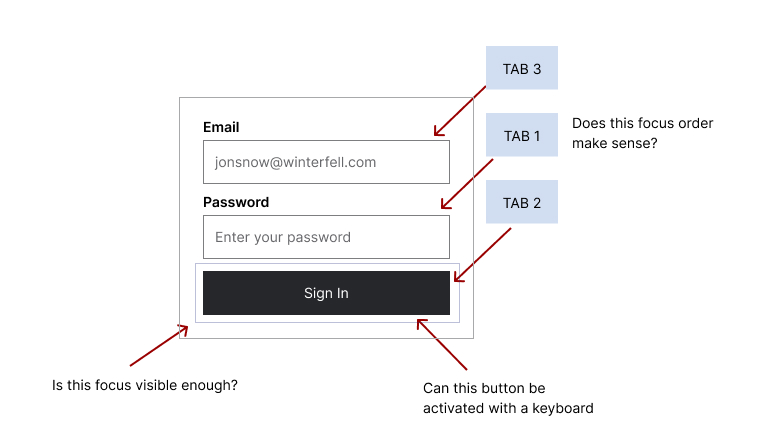 TAB 3
Email
jonsnow@winterfell.com
TAB 1
Does this focus order
make sense?
Password
Enter your password
TAB 2
Sign In
Is this focus visible enough?
Can this button be
activated with a keyboard